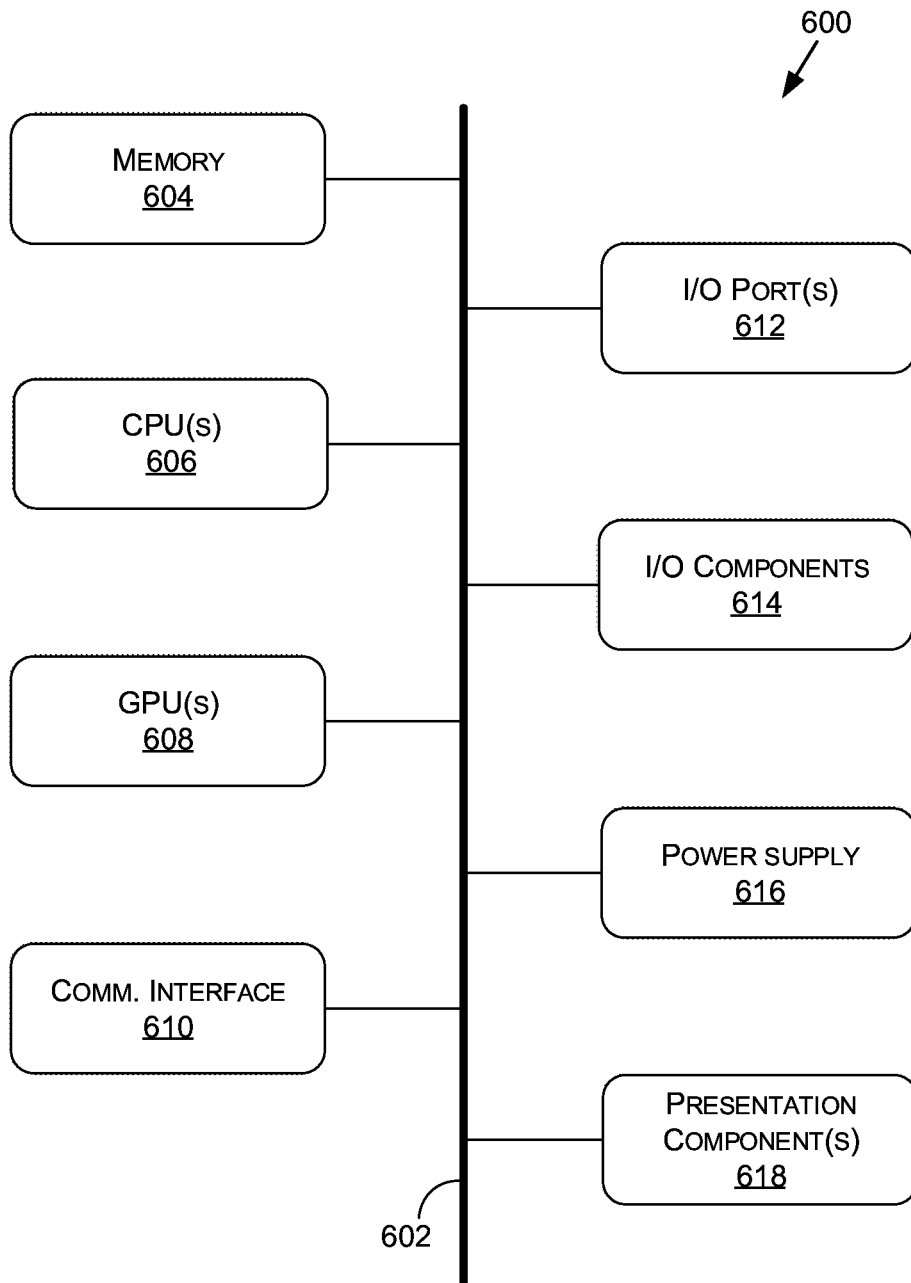 600
MEMORY
604
I/O PORT(S)
612
CPU(S)
606
I/O COMPONENTS
614
GPU(S)
608
POWER SUPPLY
616
COMM. INTERFACE
610
PRESENTATION
COMPONENT(S)
618
602